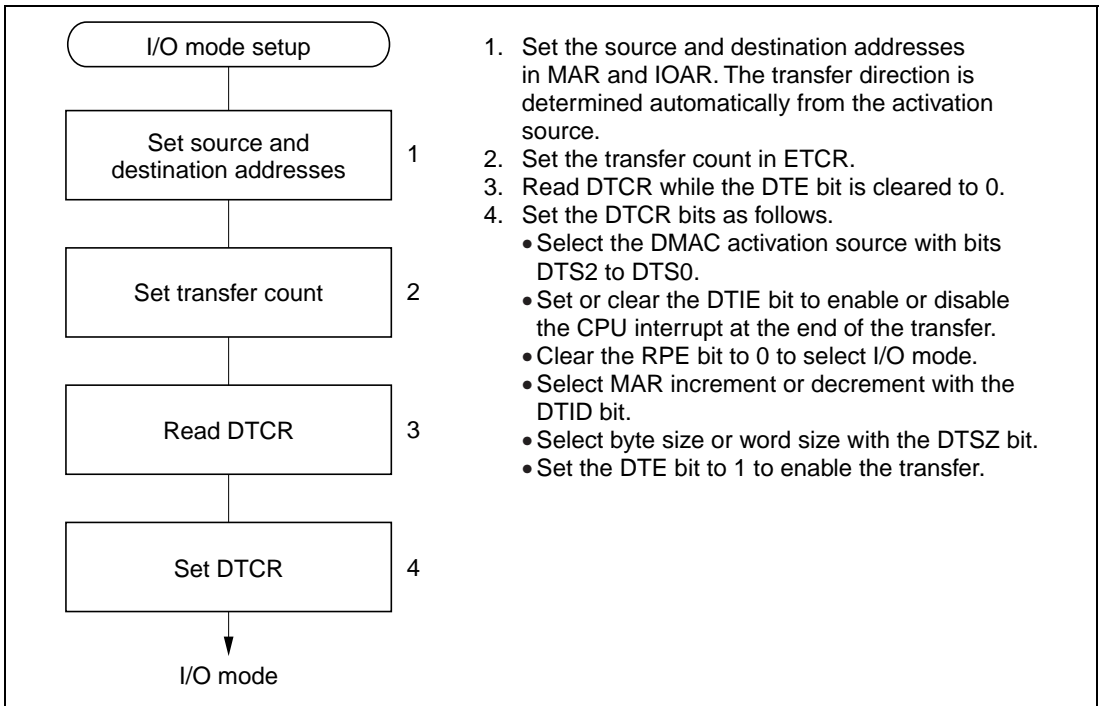 I/O mode setup
Set source and
destination addresses
1
Set transfer count
2
Read DTCR
3
Set DTCR
4
I/O mode
1. Set the source and destination addresses
in MAR and IOAR. The transfer direction is
determined automatically from the activation
source.
2. Set the transfer count in ETCR.
3. Read DTCR while the DTE bit is cleared to 0.
4. Set the DTCR bits as follows.
• Select the DMAC activation source with bits
DTS2 to DTS0.
• Set or clear the DTIE bit to enable or disable
the CPU interrupt at the end of the transfer.
• Clear the RPE bit to 0 to select I/O mode.
• Select MAR increment or decrement with the
DTID bit.
• Select byte size or word size with the DTSZ bit.
• Set the DTE bit to 1 to enable the transfer.